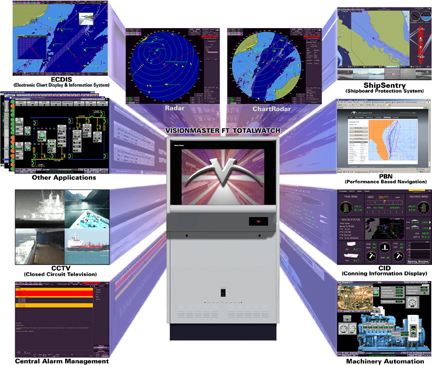 ECDIS
(Electronic Chart Display & Information System)
Radar
ChartRadar
ShipSentry
(Shipboard Protection System)
VISIONMASTER FT TOTALWATCH
Other Applications
PBN
(Performance Based Navigation)
CCTV
(Closed Circuit Television)
CID
(Conning Information Display)
Central Alarm Management
Machinery Automation